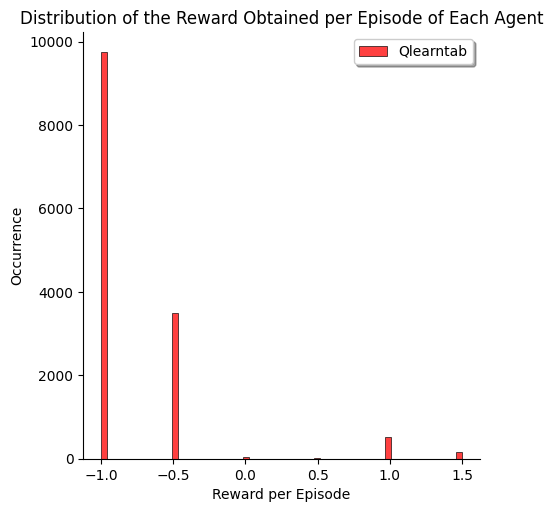 Distribution of the Reward Obtained per Episode of Each Agent
Qlearntab
10000
8000
6000
4000
2000
0
Occurrence
−1.0 −0.5 0.0 0.5 1.0 1.5
Reward per Episode